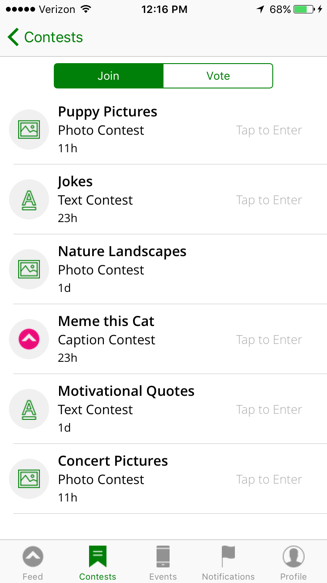 Verizon 12:16 PM 68%
Contests
Join Vote
Puppy Pictures
Photo Contest Tap to Enter
11h
Jokes
Text Contest Tap to Enter
23h
Nature Landscapes
Photo Contest
1d
Meme this Cat
Caption Contest Tap to Enter
23h
Motivational Quotes
Text Contest Tap to Enter
1d
Concert Pictures
Photo Contest Tap to Enter
11h
Feed Contests Events Notifications Profile